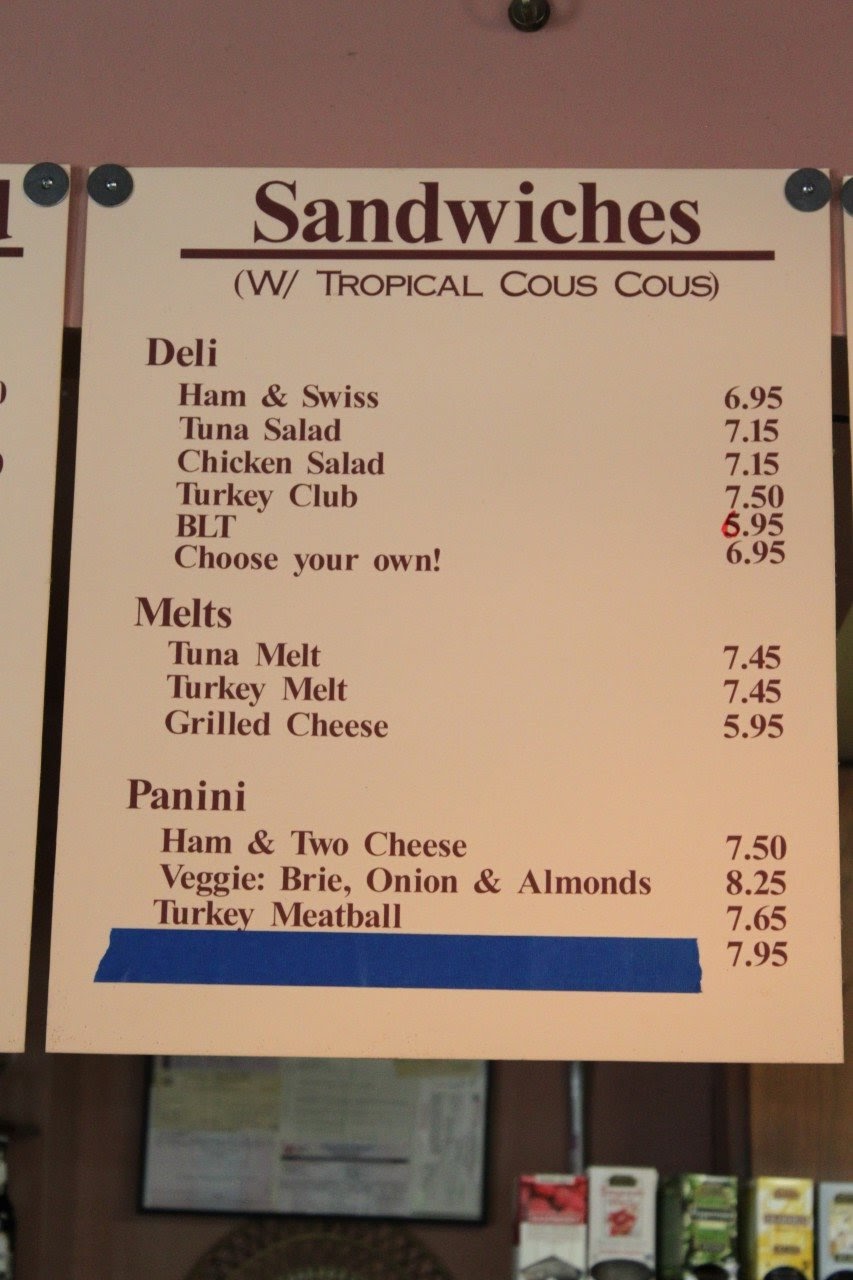 Sandwiches
(W/ TROPICAL COUS COUS)
Deli
Ham & Swiss 6.95
Tuna Salad 7.15
Chicken Salad 7.15
Turkey Club 7.50
BLT 6.95
Choose your own! 6.95
Melts
Tuna Melt 7.45
Turkey Melt 7.45
Grilled Cheese 5.95
Panini
Ham & Two Cheese 7.50
Veggie: Brie, Onion & Almonds 8.25
Turkey Meatball 7.65
7.95